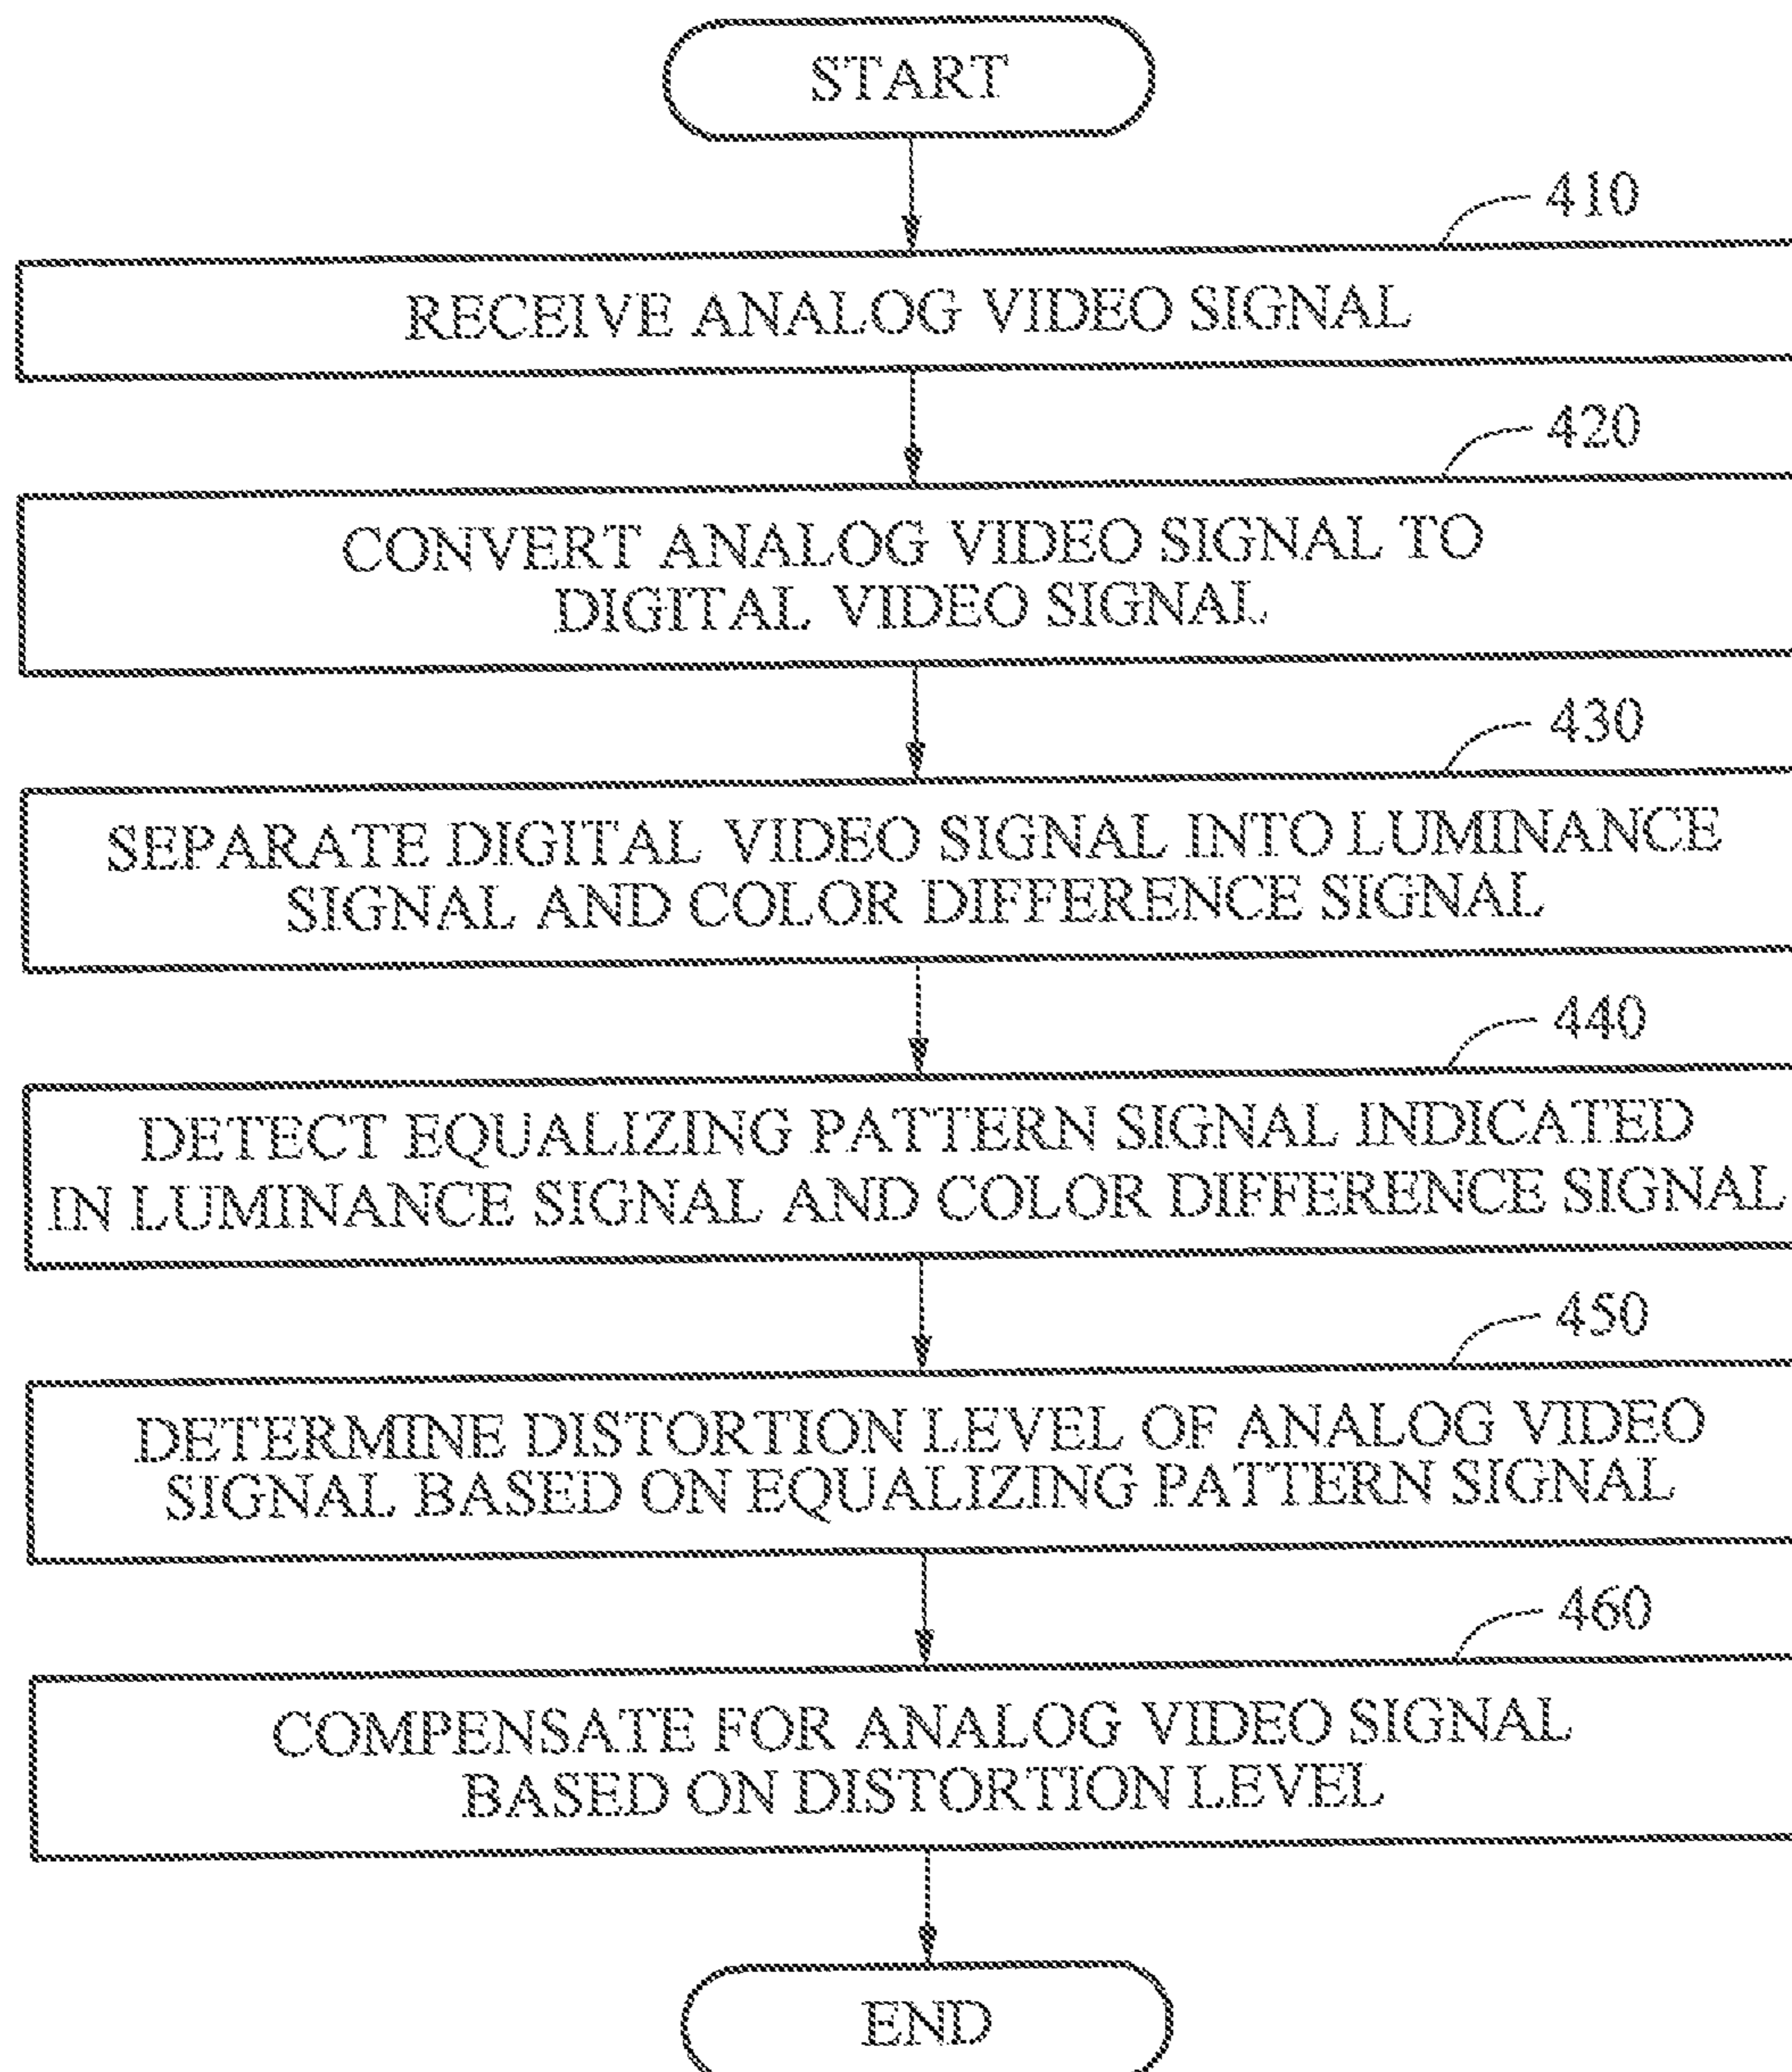 START
410
RECEIVE ANALOG VIDEO SIGNAL
420
CONVERT ANALOG VIDEO SIGNAL TO
DIGITAL VIDEO SIGNAL
430
SEPARATE DIGITAL VIDEO SIGNAL INTO LUMINANCE
SIGNAL AND COLOR DIFFERENCE SIGNAL
440
DETECT EQUALIZING PATTERN SIGNAL INDICATED
IN LUMINANCE SIGNAL AND COLOR DIFFERENCE SIGNAL
450
DETERMINE DISTORTION LEVEL OF ANALOG VIDEO
SIGNAL BASED ON EQUALIZING PATTERN SIGNAL
460
COMPENSATE FOR ANALOG VIDEO SIGNAL
BASED ON DISTORTION LEVEL
END